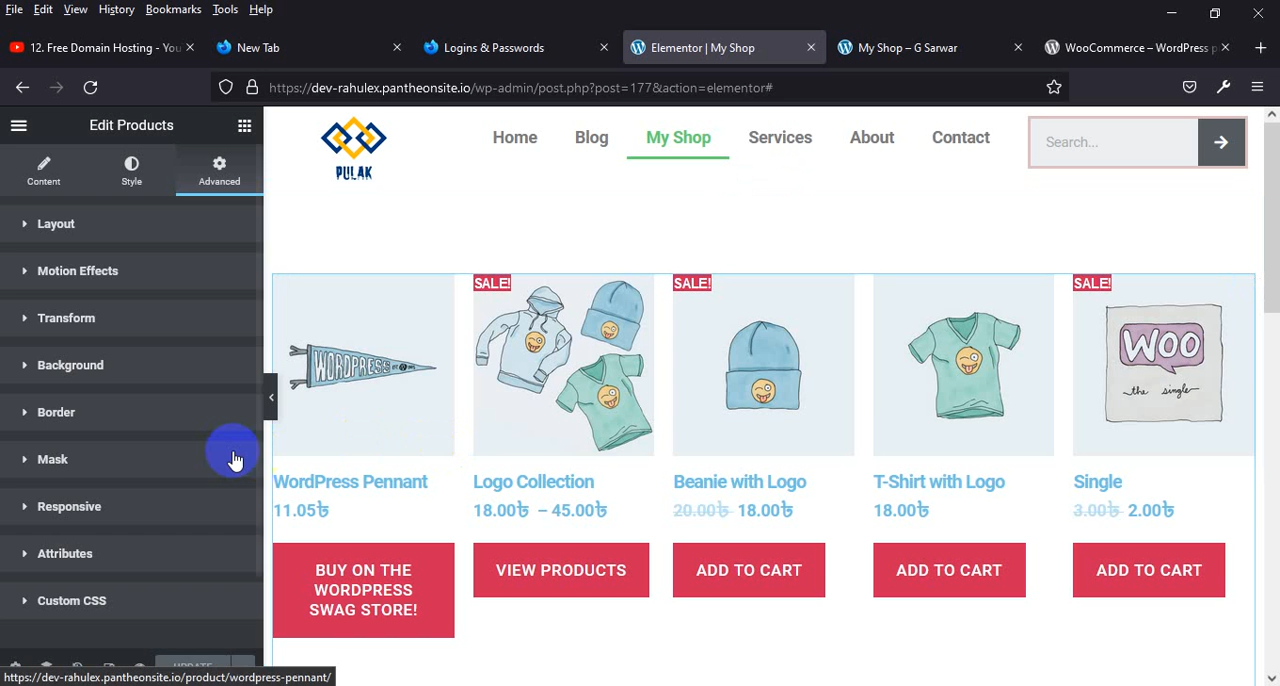 File Edit View History Bookmarks Tools Help
12. Free Domain Hosting - You
New Tab
Logins & Passwords
Elementor | My Shop
My Shop – G Sarwar
WooCommerce – WordPress p
https://dev-rahulex.pantheonsite.io/wp-admin/post.php?post=177&action=elementor#
Edit Products
Content Style Advanced
Layout
Motion Effects
Transform
Background
Border
Mask
Responsive
Attributes
Custom CSS
UPDATE
https://dev-rahulex.pantheonsite.io/product/wordpress-pennant/
PULAK
Home Blog My Shop Services About Contact
Search...
SALE! SALE! SALE!
WORDPRESS
WOO
the single
WordPress Pennant Logo Collection Beanie with Logo T-Shirt with Logo Single
11.05৳ 18.00৳ – 45.00৳ 20.00৳ 18.00৳ 18.00৳ 3.00৳ 2.00৳
BUY ON THE
WORDPRESS
SWAG STORE!
VIEW PRODUCTS ADD TO CART ADD TO CART ADD TO CART